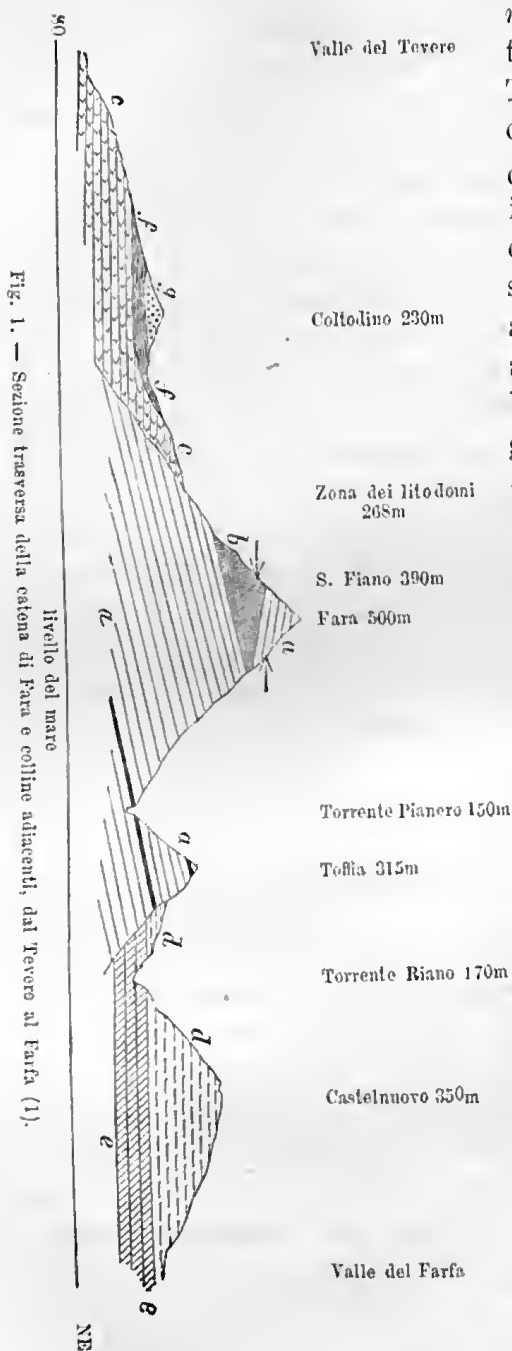 Valle del Tevere
Coltodino 230m
Zona dei litodomi
268m
S. Fiano 390m
Fara 500m
Torrente Pianero 150m
Toffia 315m
Torrente Riano 170m
Castelnuovo 350m
Valle del Farfa
SO
c
f
g
f
c
b
a
a
a
d
d
e
e
NE
livello del mare
Fig. 1. — Sezione trasversa della catena di Fara e colline adiacenti, dal Tevere al Farfa (1).